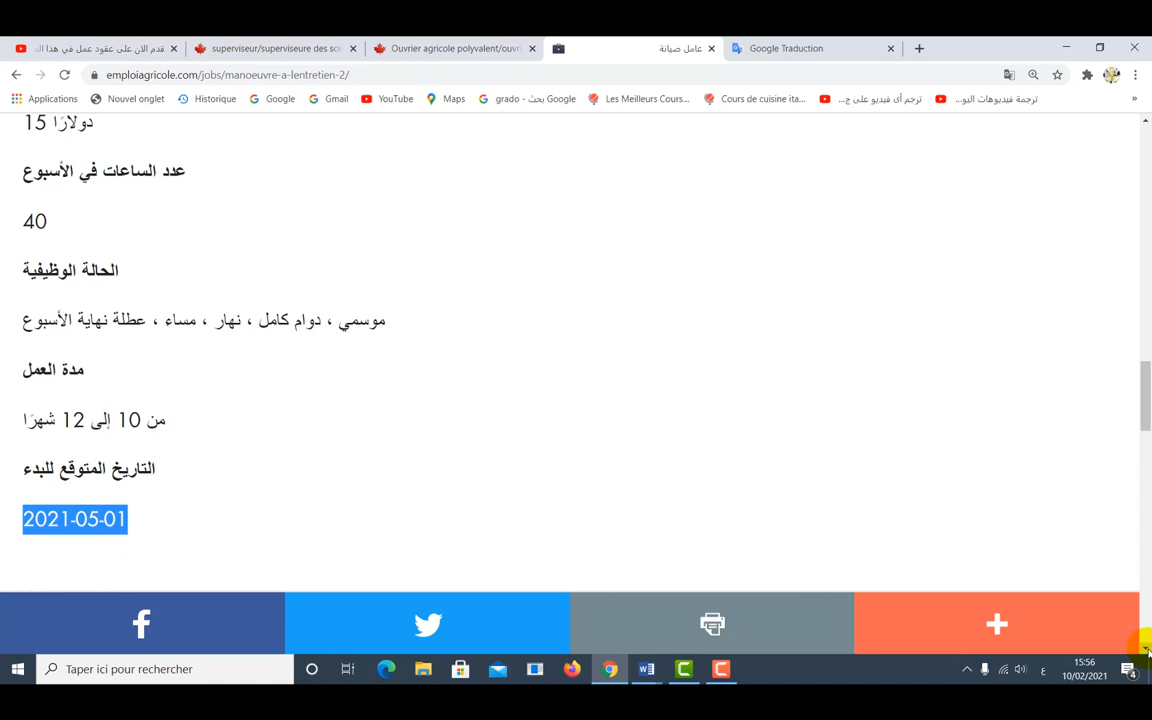 قدم الان على عقود عمل في هذا ال
superviseur/superviseure des so
Ouvrier agricole polyvalent/ouvri
عامل صيانة
Google Traduction
emploiagricole.com/jobs/manoeuvre-a-lentretien-2/
Applications
Nouvel onglet
Historique
Google
Gmail
YouTube
Maps
grado - بحث Google
Les Meilleurs Cours...
Cours de cuisine ita...
ترجم أى فيديو على ج...
ترجمة فيديوهات اليو...
15 دولارًا
عدد الساعات في الأسبوع
40
الحالة الوظيفية
موسمي ، دوام كامل ، نهار ، مساء ، عطلة نهاية الأسبوع
مدة العمل
من 10 إلى 12 شهرًا
التاريخ المتوقع للبدء
2021-05-01
Taper ici pour rechercher
ع
15:56
10/02/2021
4